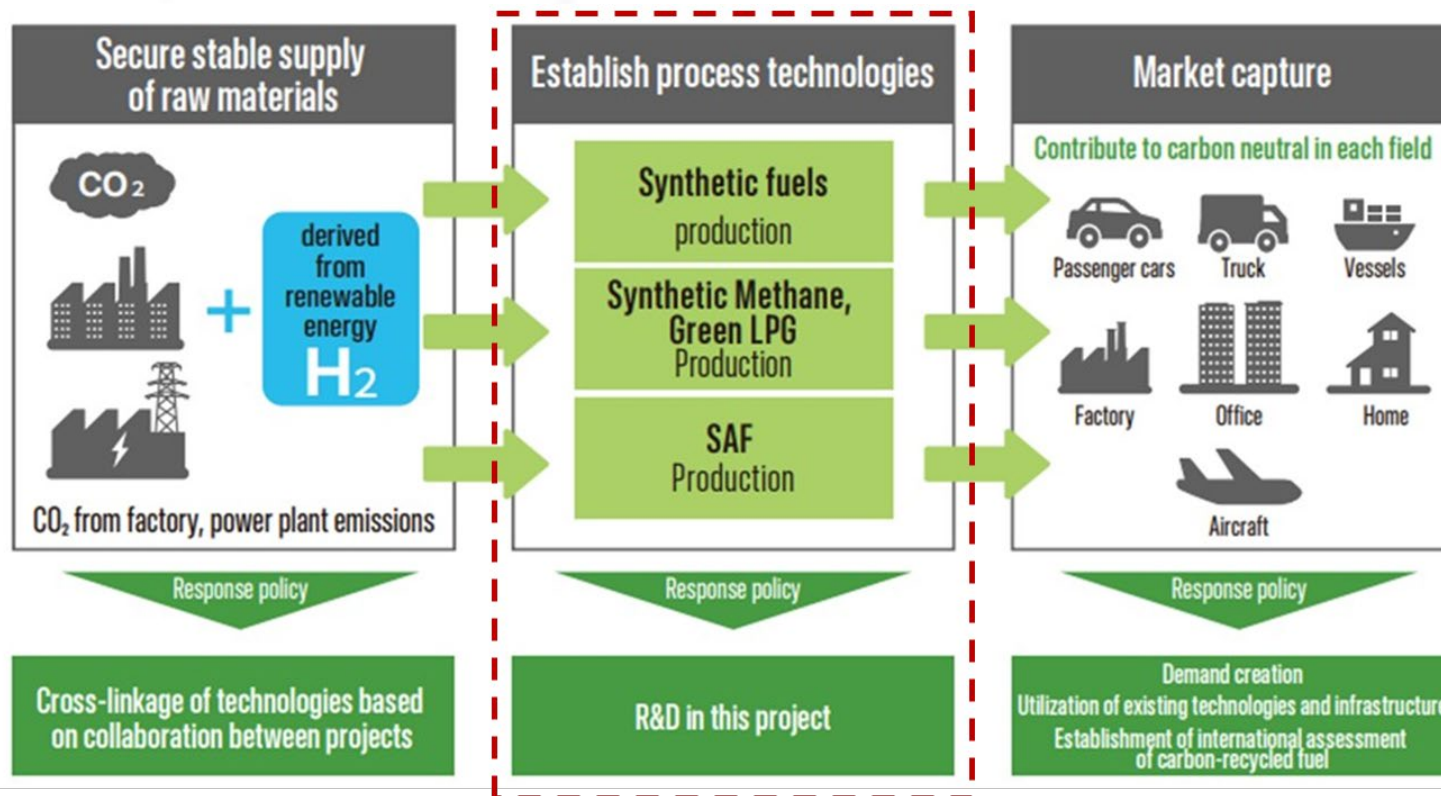 Secure stable supply
of raw materials
CO₂
derived
from
renewable
energy
H₂
CO₂ from factory, power plant emissions
Response policy
Cross-linkage of technologies based
on collaboration between projects
Establish process technologies
Synthetic fuels
production
Synthetic Methane,
Green LPG
Production
SAF
Production
Response policy
R&D in this project
Market capture
Contribute to carbon neutral in each field
Passenger cars
Truck
Vessels
Factory
Office
Home
Aircraft
Response policy
Demand creation
Utilization of existing technologies and infrastructure
Establishment of international assessment
of carbon-recycled fuel